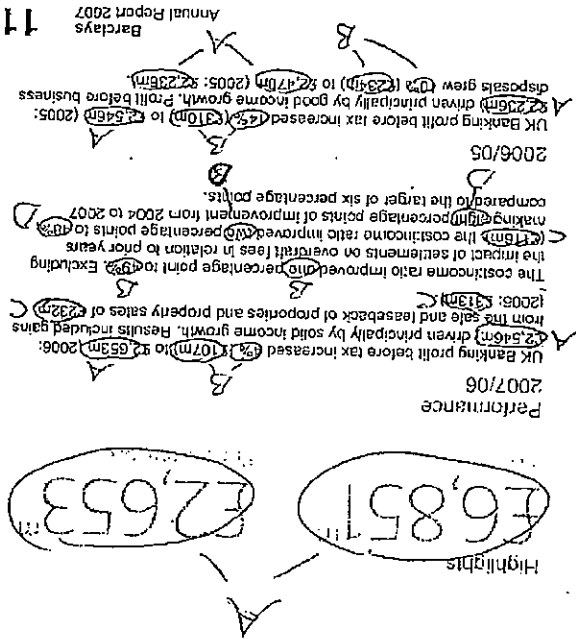 Highlights
£6,851m
£2,653m
A
Performance
2007/06
UK Banking profit before tax increased 4% (£107m) to £2,653m (2006:
£2,546m) driven principally by solid income growth. Results included gains
from the sale and leaseback of properties and property sales of £232m
(2006: £313m).
A
B
A
C
C
The cost:income ratio improved one percentage point to 49%. Excluding
the impact of settlements on overdraft fees in relation to prior years
(£116m) the cost:income ratio improved two percentage points to 48%
making eight percentage points of improvement from 2004 to 2007
compared to the target of six percentage points.
B
B
C
D
D
B
2006/05
UK Banking profit before tax increased 14% (£310m) to £2,546m (2005:
£2,236m) driven principally by good income growth. Profit before business
disposals grew 10% (£234m) to £2,470m (2005: £2,236m).
B
A
A
B
A
Barclays
Annual Report 2007
11